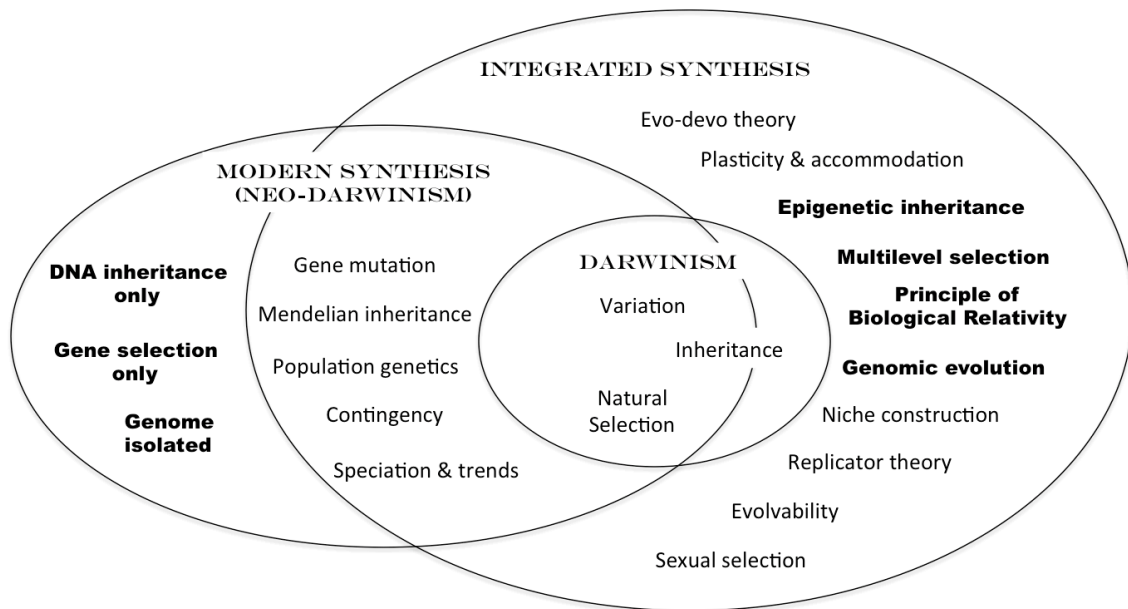 INTEGRATED SYNTHESIS
Evo-devo theory
Plasticity & accommodation
Epigenetic inheritance
Multilevel selection
Principle of
Biological Relativity
Genomic evolution
Niche construction
Replicator theory
Evolvability
Sexual selection
MODERN SYNTHESIS
(NEO-DARWINISM)
DNA inheritance
only
Gene selection
only
Genome
isolated
Gene mutation
Mendelian inheritance
Population genetics
Contingency
Speciation & trends
DARWINISM
Variation
Inheritance
Natural
Selection